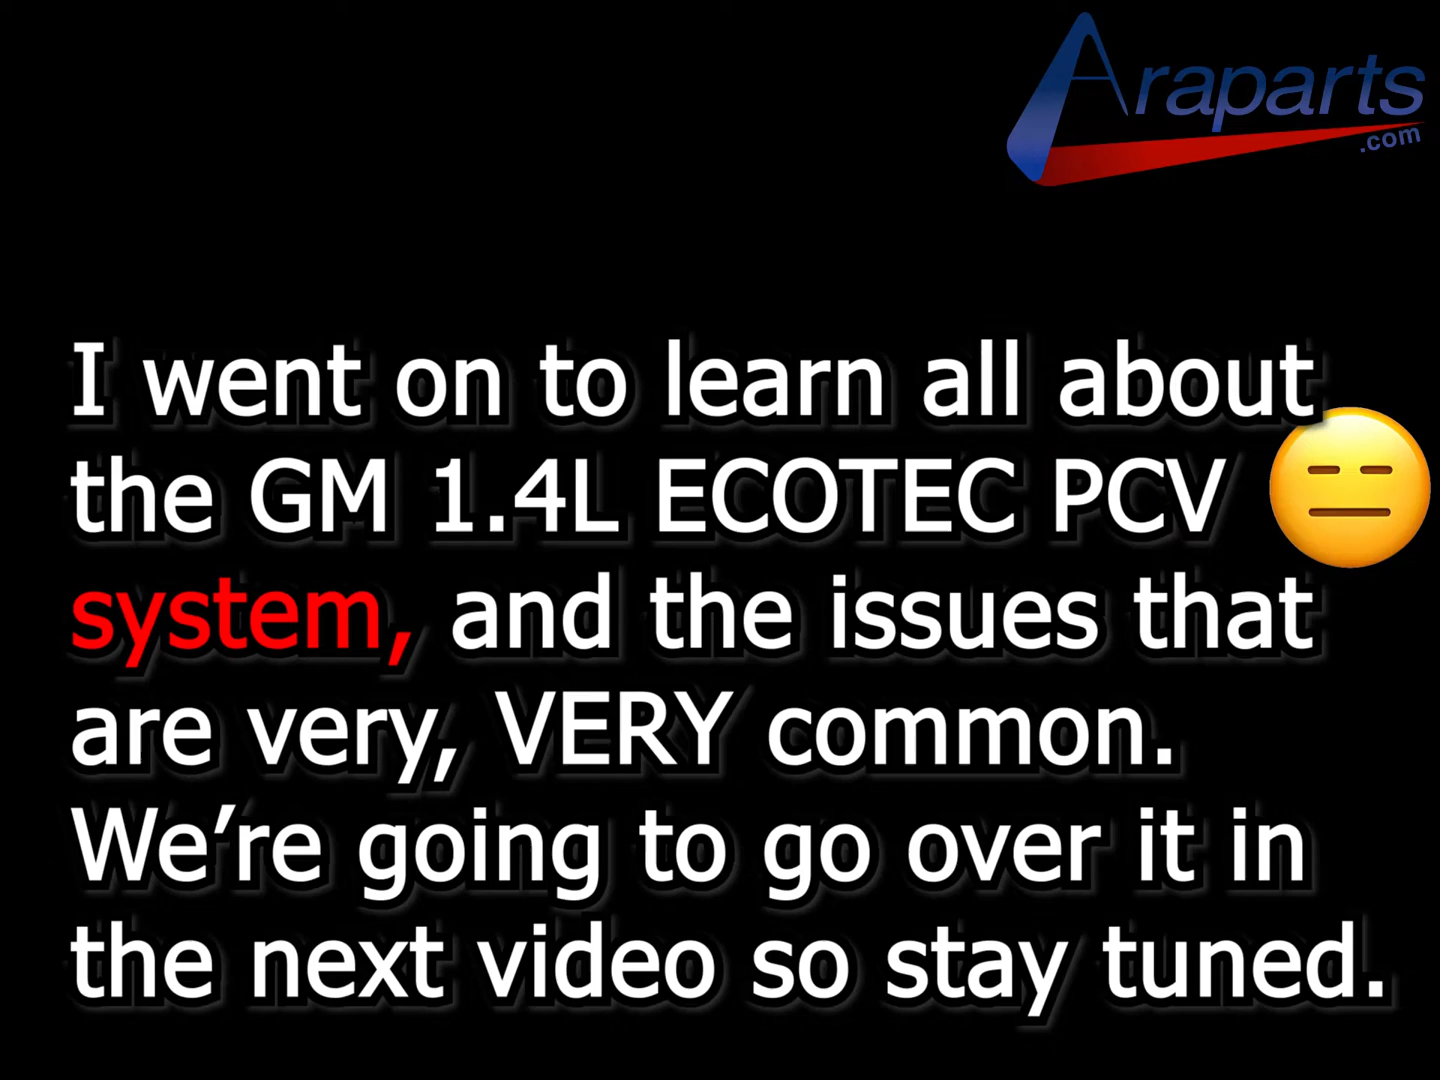 Araparts
.com
I went on to learn all about
the GM 1.4L ECOTEC PCV
system, and the issues that
are very, VERY common.
We’re going to go over it in
the next video so stay tuned.